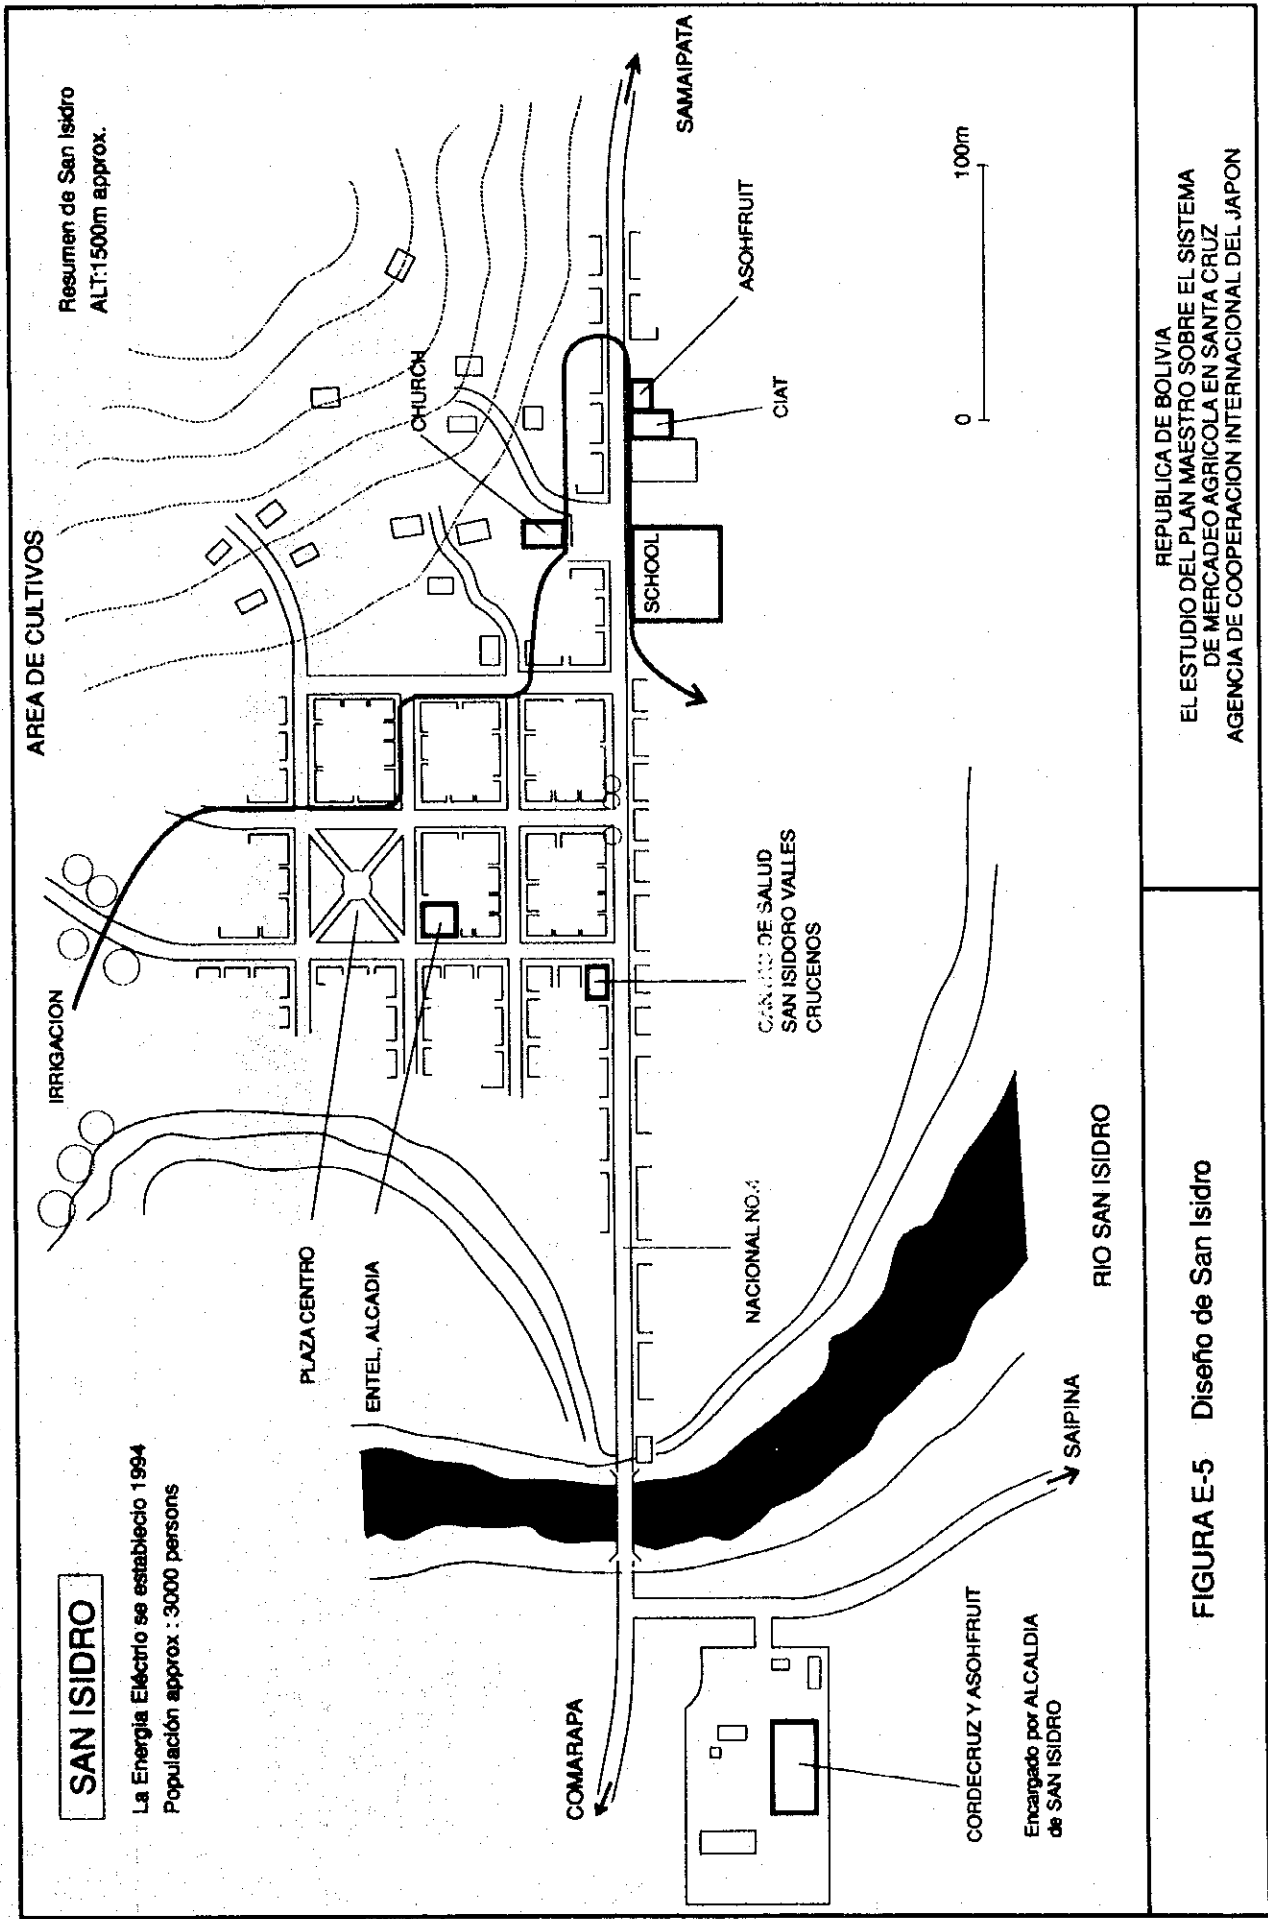 SAN ISIDRO
La Energia Eléctrio se establecio 1994
Populación approx : 3000 persons
AREA DE CULTIVOS
Resumen de San Isidro
ALT:1500m approx.
IRRIGACION
PLAZA CENTRO
ENTEL, ALCADIA
CHURCH
COMARAPA
SAMAIPATA
SCHOOL
ASOHFRUIT
CIAT
NACIONAL NO.4
DE SALUD
SAN ISIDORO VALLES
CRUCENOS
CORDECRUZ Y ASOHFRUIT
Encargado por ALCALDIA
de SAN ISIDRO
SAIPINA
RIO SAN ISIDRO
0
100m
FIGURA E-5 Diseño de San Isidro
REPUBLICA DE BOLIVIA
EL ESTUDIO DEL PLAN MAESTRO SOBRE EL SISTEMA
DE MERCADEO AGRICOLA EN SANTA CRUZ
AGENCIA DE COOPERACION INTERNACIONAL DEL JAPON